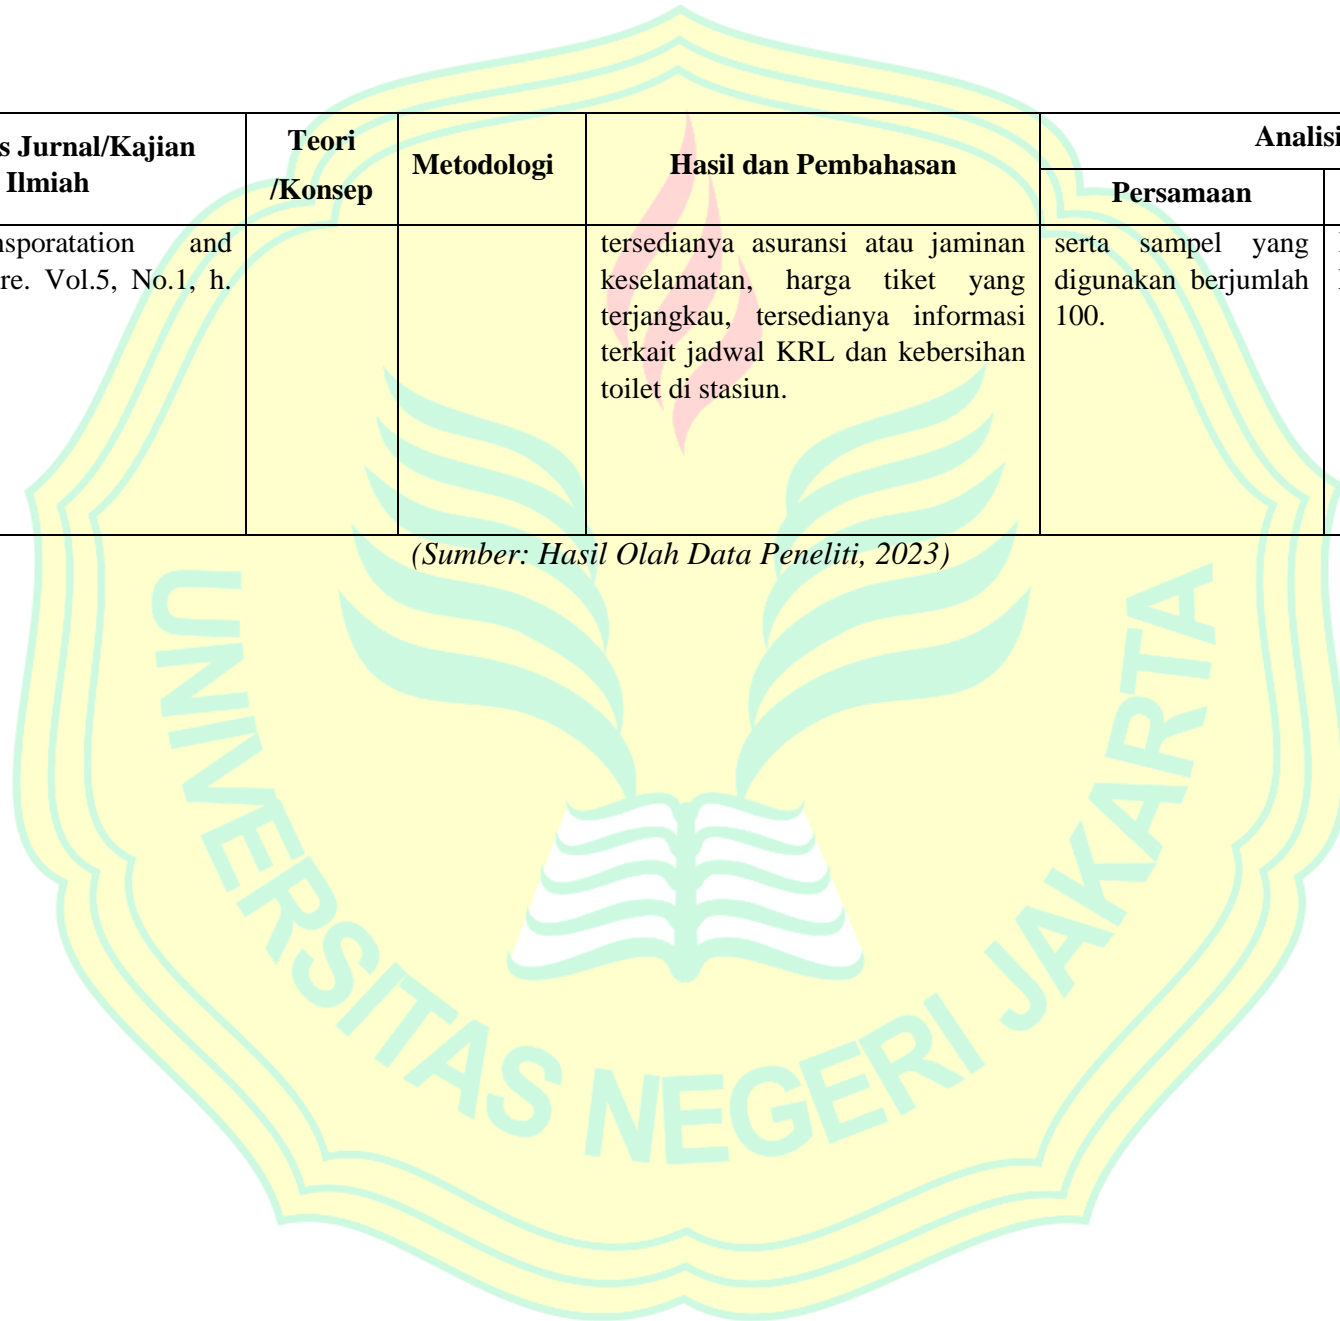 s Jurnal/Kajian
Ilmiah
Teori
/Konsep
Metodologi
Hasil dan Pembahasan
Analisi
Persamaan
nsporatation and
re. Vol.5, No.1, h.
tersedianya asuransi atau jaminan
keselamatan, harga tiket yang
terjangkau, tersedianya informasi
terkait jadwal KRL dan kebersihan
toilet di stasiun.
serta sampel yang
digunakan berjumlah
100.
(Sumber: Hasil Olah Data Peneliti, 2023)
UNIVERSITAS NEGERI JAKARTA